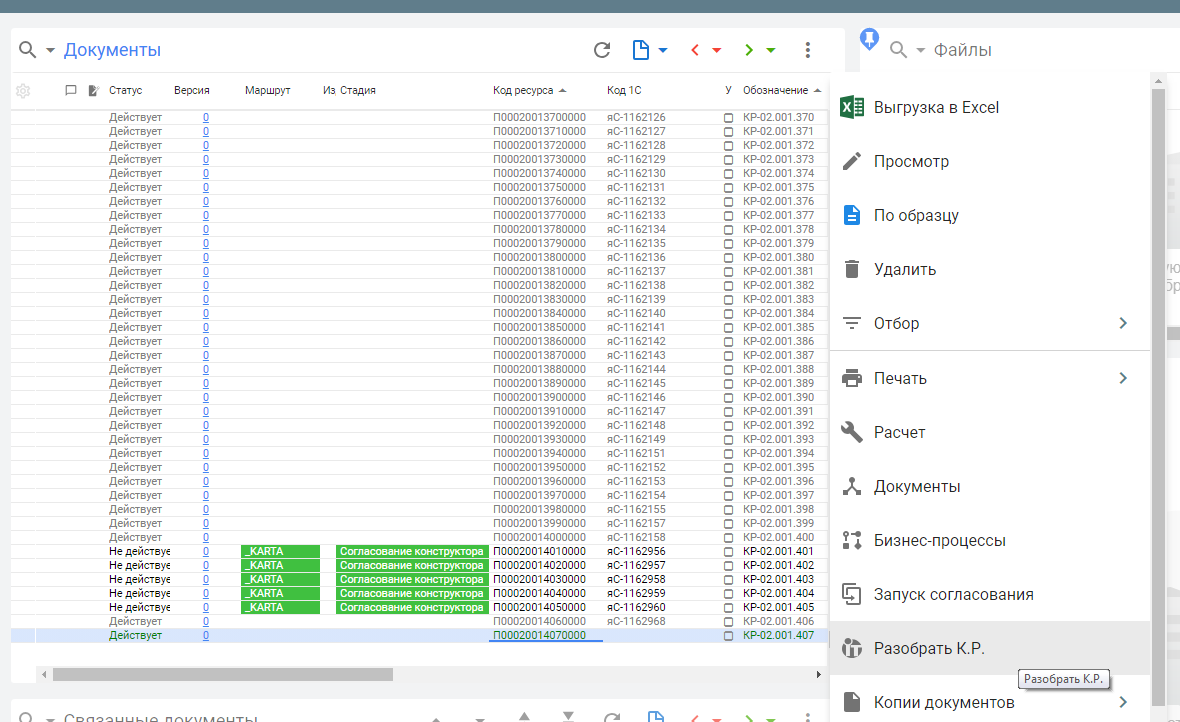 Документы
Файлы
Статус Версия Маршрут Из Стадия Код ресурса Код 1С У Обозначение
Действует 0 П00020013700000 яС-1162126 КР-02.001.370
Действует 0 П00020013710000 яС-1162127 КР-02.001.371
Действует 0 П00020013720000 яС-1162128 КР-02.001.372
Действует 0 П00020013730000 яС-1162129 КР-02.001.373
Действует 0 П00020013740000 яС-1162130 КР-02.001.374
Действует 0 П00020013750000 яС-1162131 КР-02.001.375
Действует 0 П00020013760000 яС-1162132 КР-02.001.376
Действует 0 П00020013770000 яС-1162133 КР-02.001.377
Действует 0 П00020013780000 яС-1162134 КР-02.001.378
Действует 0 П00020013790000 яС-1162135 КР-02.001.379
Действует 0 П00020013800000 яС-1162136 КР-02.001.380
Действует 0 П00020013810000 яС-1162137 КР-02.001.381
Действует 0 П00020013820000 яС-1162138 КР-02.001.382
Действует 0 П00020013830000 яС-1162139 КР-02.001.383
Действует 0 П00020013840000 яС-1162140 КР-02.001.384
Действует 0 П00020013850000 яС-1162141 КР-02.001.385
Действует 0 П00020013860000 яС-1162142 КР-02.001.386
Действует 0 П00020013870000 яС-1162143 КР-02.001.387
Действует 0 П00020013880000 яС-1162144 КР-02.001.388
Действует 0 П00020013890000 яС-1162145 КР-02.001.389
Действует 0 П00020013900000 яС-1162146 КР-02.001.390
Действует 0 П00020013910000 яС-1162147 КР-02.001.391
Действует 0 П00020013920000 яС-1162148 КР-02.001.392
Действует 0 П00020013930000 яС-1162149 КР-02.001.393
Действует 0 П00020013940000 яС-1162151 КР-02.001.394
Действует 0 П00020013950000 яС-1162152 КР-02.001.395
Действует 0 П00020013960000 яС-1162153 КР-02.001.396
Действует 0 П00020013970000 яС-1162154 КР-02.001.397
Действует 0 П00020013980000 яС-1162155 КР-02.001.398
Действует 0 П00020013990000 яС-1162157 КР-02.001.399
Действует 0 П00020014000000 яС-1162158 КР-02.001.400
Не действуе 0 _KARTA Согласование конструктора П00020014010000 яС-1162956 КР-02.001.401
Не действуе 0 _KARTA Согласование конструктора П00020014020000 яС-1162957 КР-02.001.402
Не действуе 0 _KARTA Согласование конструктора П00020014030000 яС-1162958 КР-02.001.403
Не действуе 0 _KARTA Согласование конструктора П00020014040000 яС-1162959 КР-02.001.404
Не действуе 0 _KARTA Согласование конструктора П00020014050000 яС-1162960 КР-02.001.405
Действует 0 П00020014060000 яС-1162968 КР-02.001.406
Действует 0 П00020014070000 КР-02.001.407
Связанные документы
Выгрузка в Excel
Просмотр
По образцу
Удалить
Отбор
Печать
Расчет
Документы
Бизнес-процессы
Запуск согласования
Разобрать К.Р.
Разобрать К.Р.
Копии документов